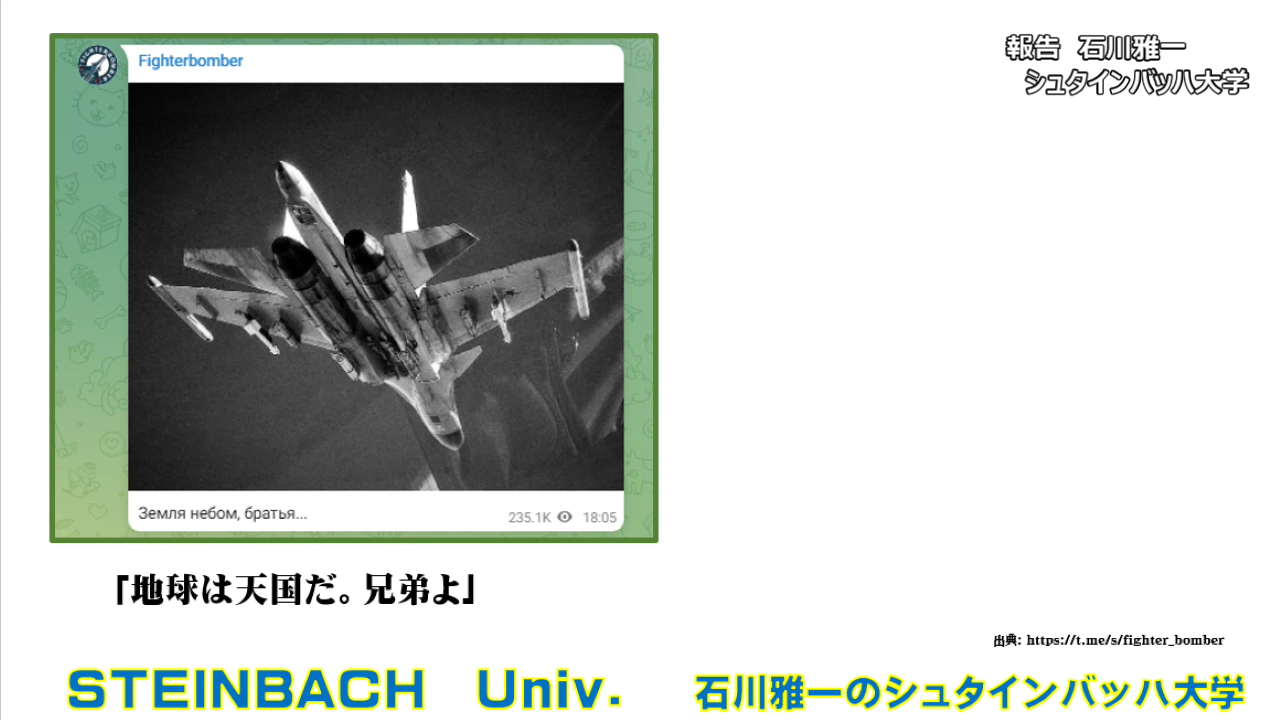 Fighterbomber
Земля небом, братья...
235.1K 18:05
報告 石川雅一
シュタインバッハ大学
「地球は天国だ。兄弟よ」
出典: https://t.me/s/fighter_bomber
STEINBACH Univ. 石川雅一のシュタインバッハ大学